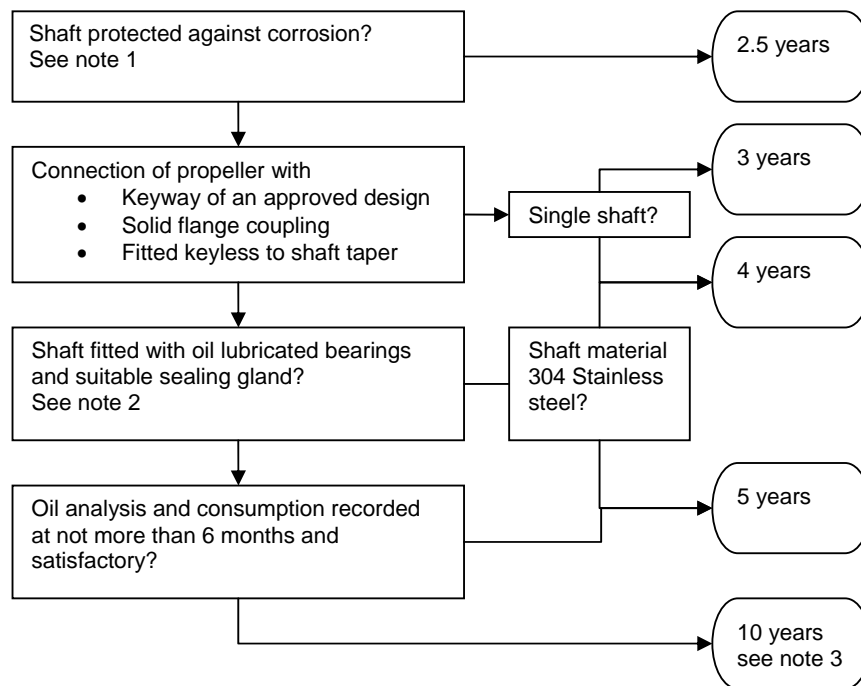 Shaft protected against corrosion?
See note 1
2.5 years
Connection of propeller with
• Keyway of an approved design
• Solid flange coupling
• Fitted keyless to shaft taper
Single shaft?
3 years
4 years
Shaft fitted with oil lubricated bearings
and suitable sealing gland?
See note 2
Shaft material
304 Stainless
steel?
Oil analysis and consumption recorded
at not more than 6 months and
satisfactory?
5 years
10 years
see note 3